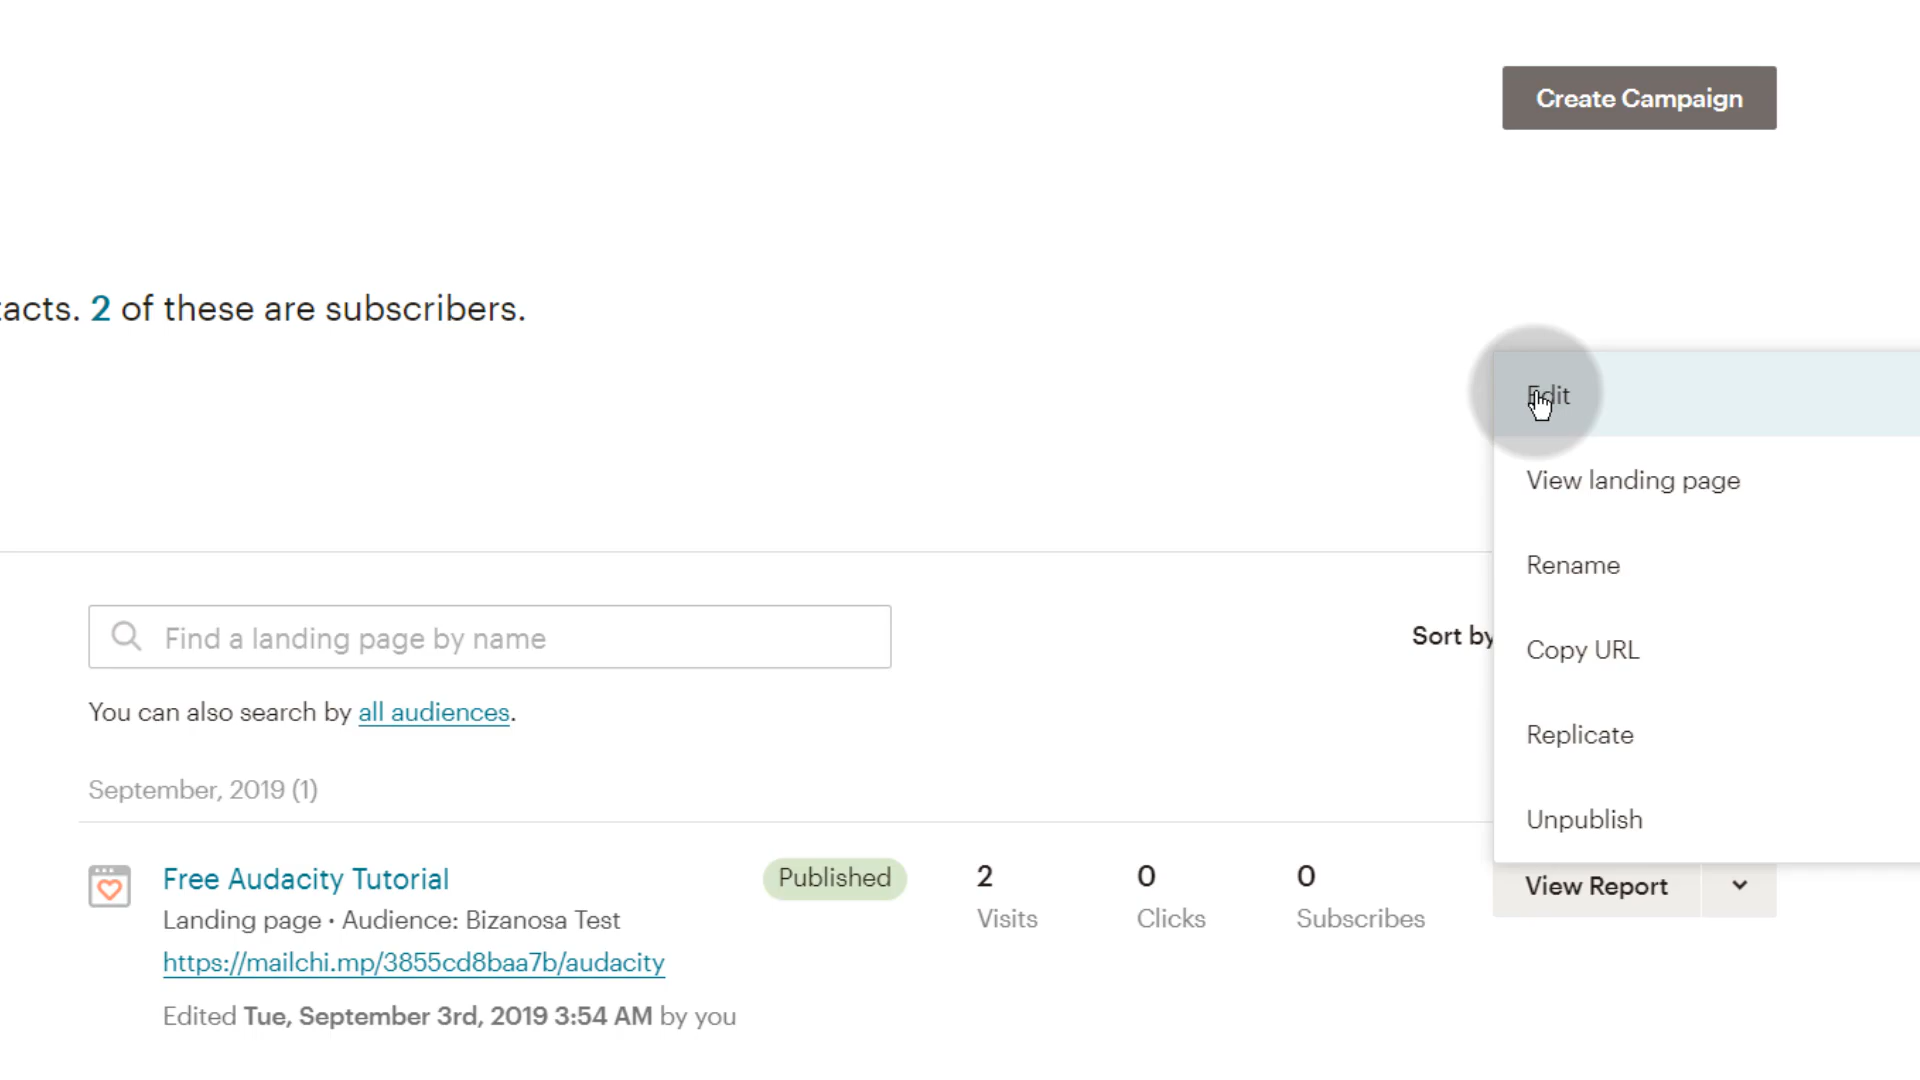 Create Campaign
tacts. 2 of these are subscribers.
Edit
View landing page
Rename
Copy URL
Replicate
Unpublish
Find a landing page by name
Sort by
You can also search by all audiences.
September, 2019 (1)
Free Audacity Tutorial
Published
2
Visits
0
Clicks
0
Subscribes
View Report
Landing page • Audience: Bizanosa Test
https://mailchi.mp/3855cd8baa7b/audacity
Edited Tue, September 3rd, 2019 3:54 AM by you